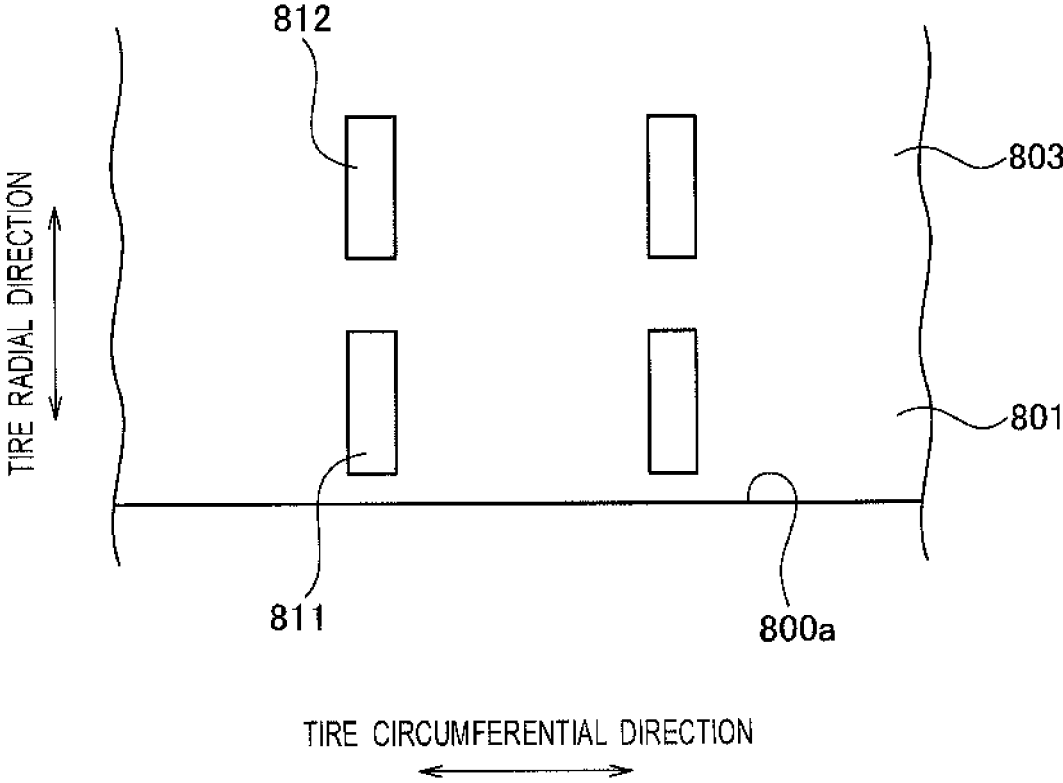 812
803
TIRE RADIAL DIRECTION
801
811
800a
TIRE CIRCUMFERENTIAL DIRECTION